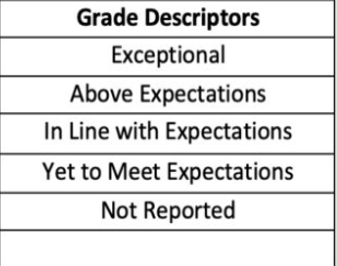 Grade Descriptors
Exceptional
Above Expectations
In Line with Expectations
Yet to Meet Expectations
Not Reported